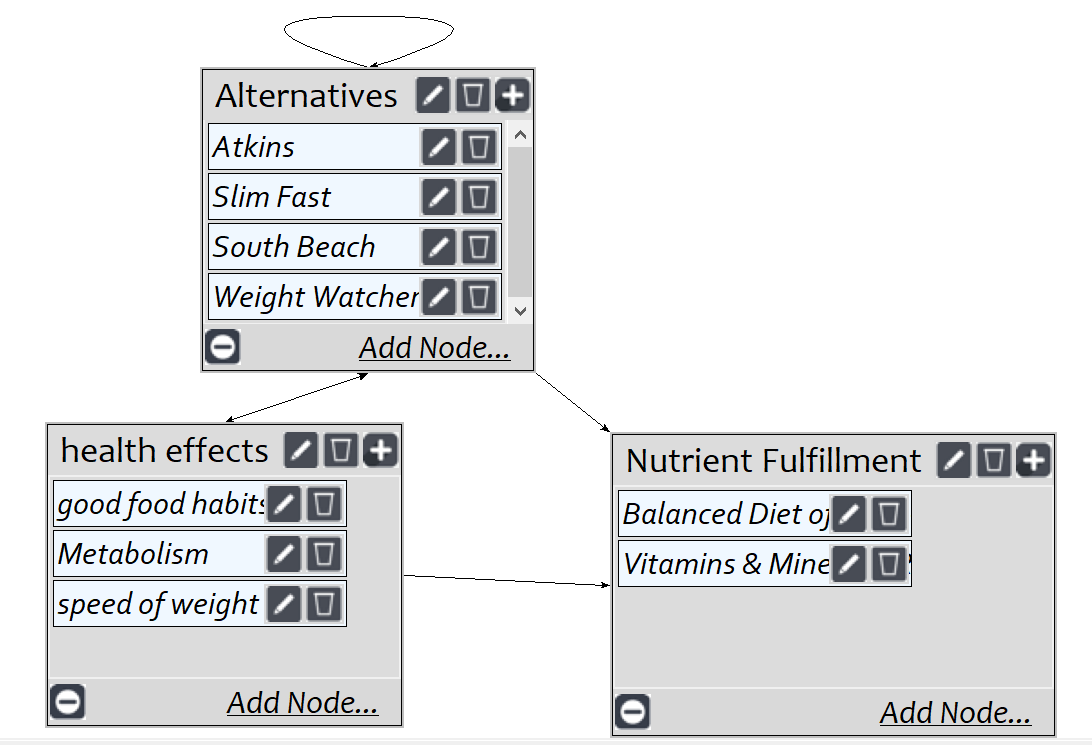 Alternatives
Atkins
Slim Fast
South Beach
Weight Watcher
Add Node...
health effects
good food habits
Metabolism
speed of weight
Add Node...
Nutrient Fulfillment
Balanced Diet of
Vitamins & Mine
Add Node...